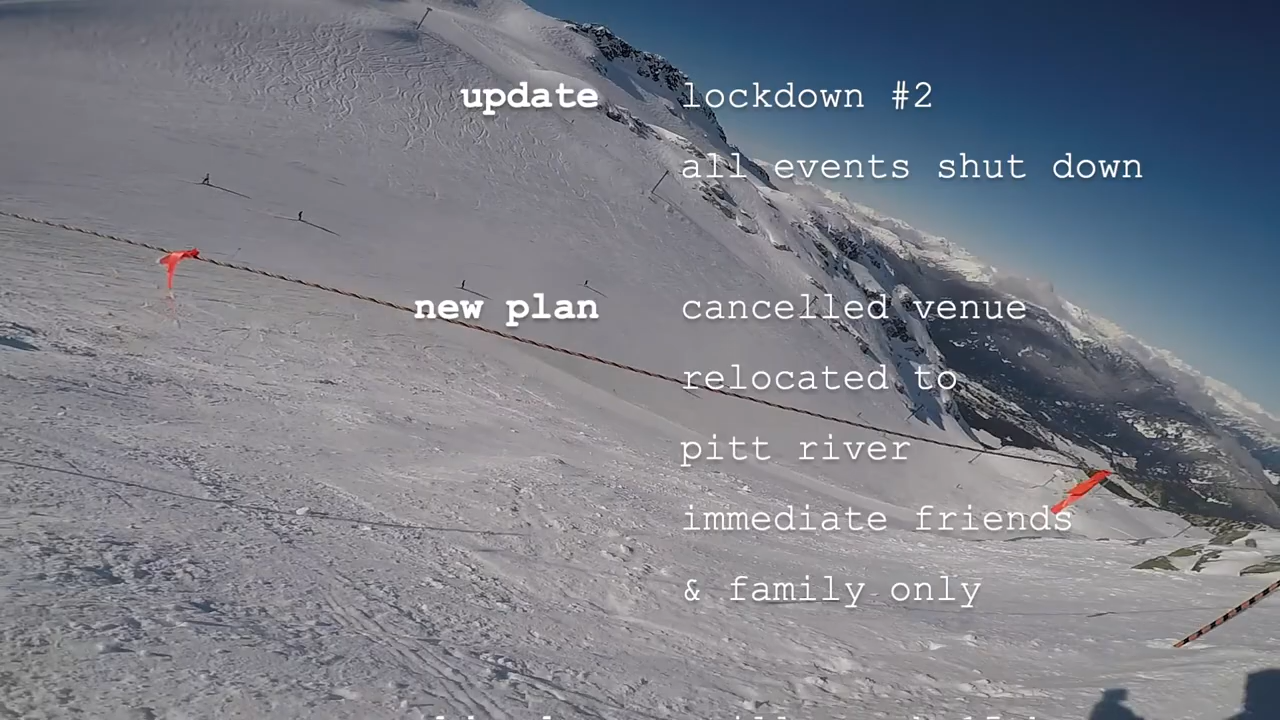 update lockdown #2
all events shut down
new plan cancelled venue
relocated to
pitt river
immediate friends
& family only